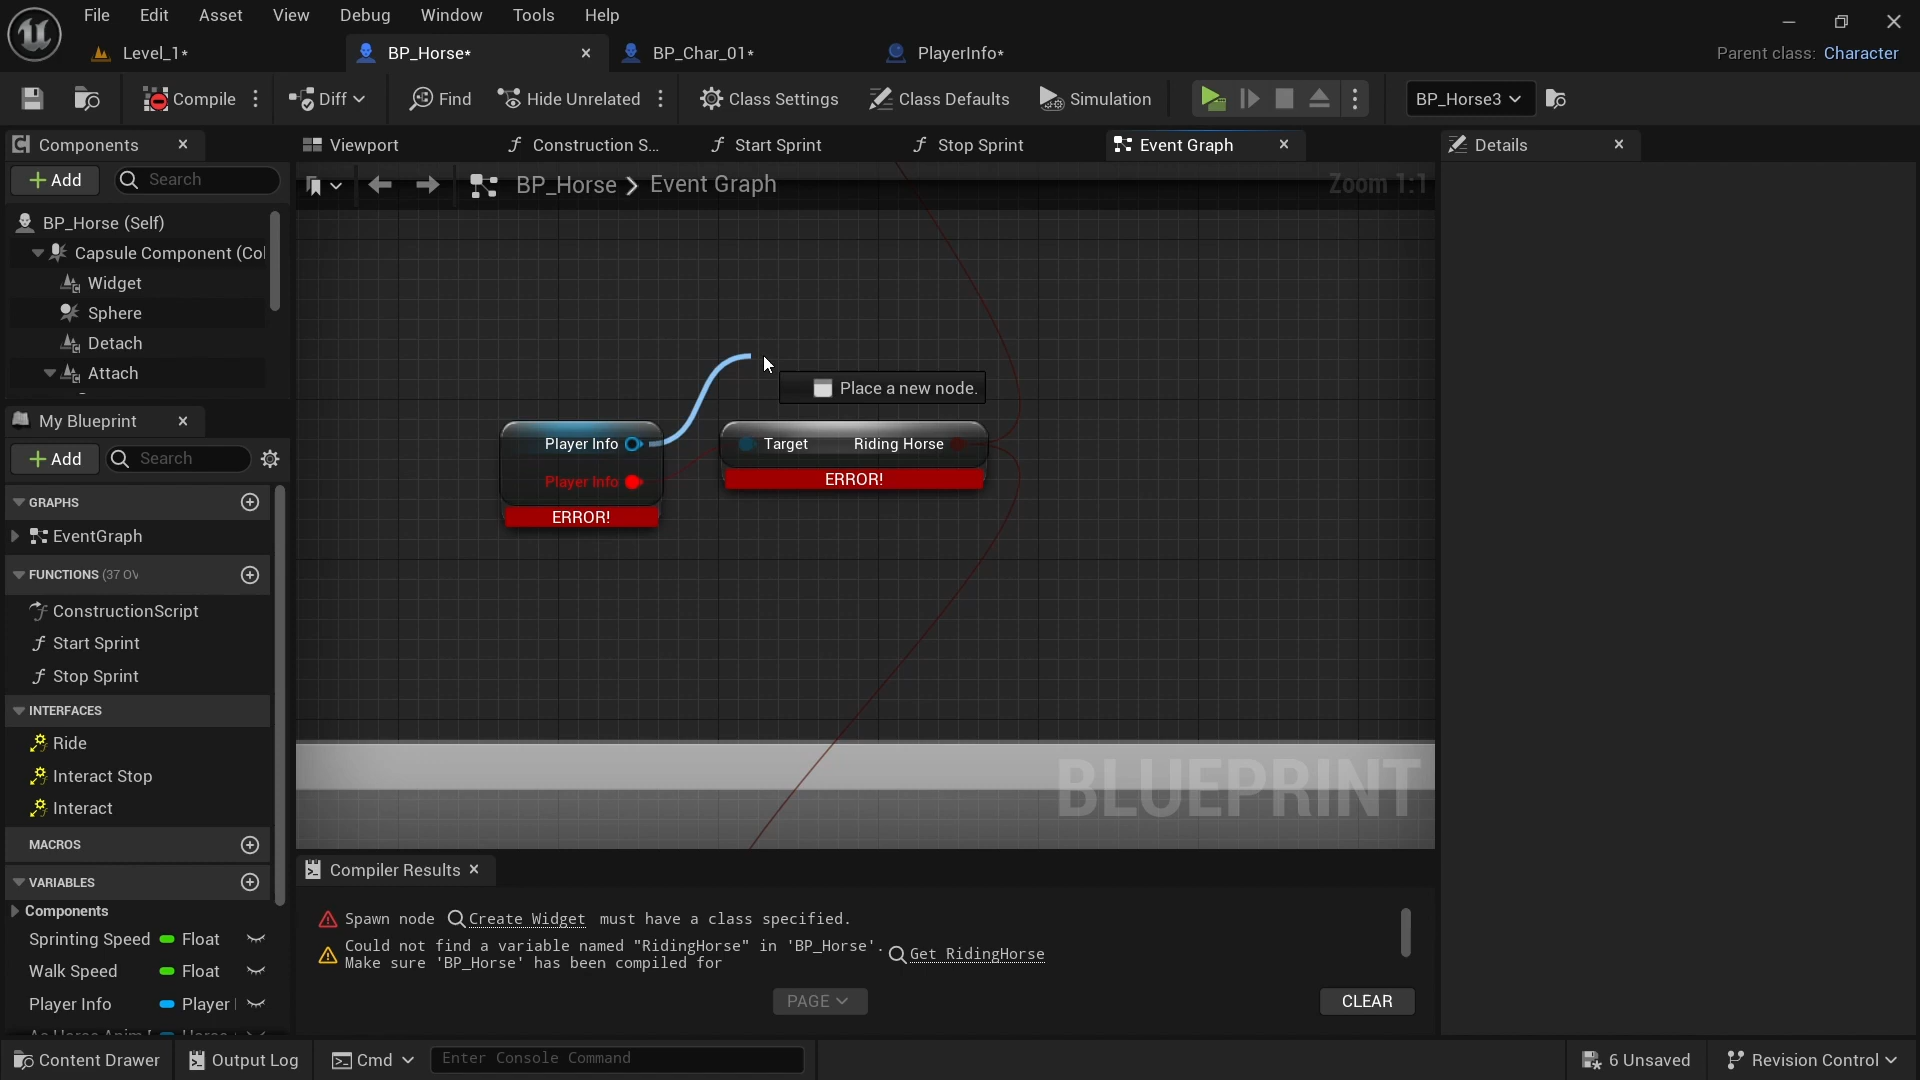 File Edit Asset View Debug Window Tools Help
Level_1* BP_Horse* BP_Char_01* PlayerInfo* Parent class: Character
Compile Diff Find Hide Unrelated Class Settings Class Defaults Simulation BP_Horse3
Components Viewport Construction S... Start Sprint Stop Sprint Event Graph Details
+ Add Search BP_Horse > Event Graph Zoom 1:1
BP_Horse (Self)
Capsule Component (Col
Widget
Sphere
Detach
Attach
Place a new node.
My Blueprint
+ Add Search
Player Info Target Riding Horse
Player Info ERROR!
ERROR!
GRAPHS
EventGraph
FUNCTIONS (37 OV
ConstructionScript
Start Sprint
Stop Sprint
INTERFACES
Ride
Interact Stop
Interact
MACROS
VARIABLES
Components
Sprinting Speed Float
Walk Speed Float
Player Info Player
BLUEPRINT
Compiler Results
Spawn node Create Widget must have a class specified.
Could not find a variable named "RidingHorse" in 'BP_Horse'.
Make sure 'BP_Horse' has been compiled for Get RidingHorse
PAGE CLEAR
Content Drawer Output Log Cmd Enter Console Command 6 Unsaved Revision Control